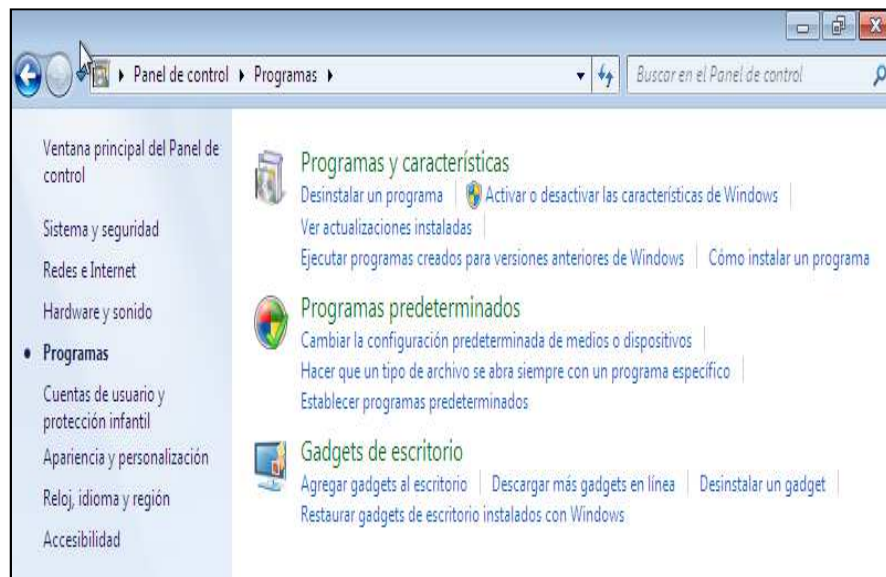 Panel de control Programas
Buscar en el Panel de control
Ventana principal del Panel de
control
Sistema y seguridad
Redes e Internet
Hardware y sonido
Programas
Cuentas de usuario y
protección infantil
Apariencia y personalización
Reloj, idioma y región
Accesibilidad
Programas y características
Desinstalar un programa Activar o desactivar las características de Windows
Ver actualizaciones instaladas
Ejecutar programas creados para versiones anteriores de Windows Cómo instalar un programa
Programas predeterminados
Cambiar la configuración predeterminada de medios o dispositivos
Hacer que un tipo de archivo se abra siempre con un programa específico
Establecer programas predeterminados
Gadgets de escritorio
Agregar gadgets al escritorio Descargar más gadgets en línea Desinstalar un gadget
Restaurar gadgets de escritorio instalados con Windows